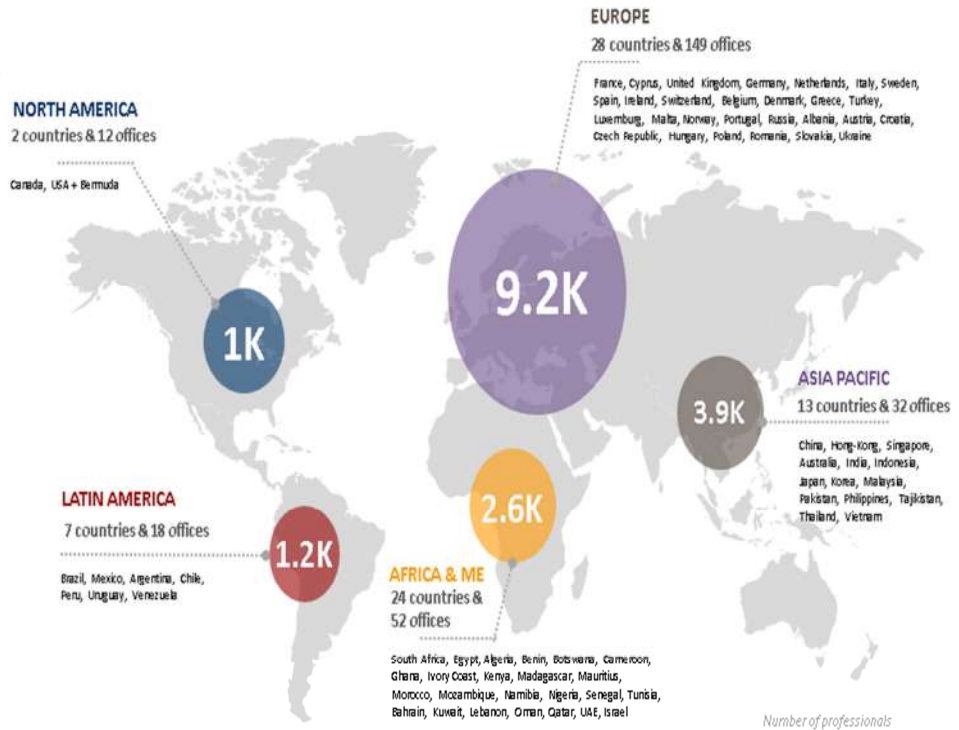 EUROPE
28 countries & 149 offices
France, Cyprus, United Kingdom, Germany, Netherlands, Italy, Sweden,
Spain, Ireland, Switzerland, Belgium, Denmark, Greece, Turkey,
Luxemburg, Malta, Norway, Portugal, Russia, Albania, Austria, Croatia,
Czech Republic, Hungary, Poland, Romania, Slovakia, Ukraine
NORTH AMERICA
2 countries & 12 offices
Canada, USA + Bermuda
9.2K
1K
ASIA PACIFIC
13 countries & 32 offices
3.9K
China, Hong-Kong, Singapore,
Australia, India, Indonesia,
Japan, Korea, Malaysia,
Pakistan, Philippines, Tajikistan,
Thailand, Vietnam
LATIN AMERICA
7 countries & 18 offices
1.2K
Brazil, Mexico, Argentina, Chile,
Peru, Uruguay, Venezuela
2.6K
AFRICA & ME
24 countries &
52 offices
South Africa, Egypt, Algeria, Benin, Botswana, Cameroon,
Ghana, Ivory Coast, Kenya, Madagascar, Mauritius,
Morocco, Mozambique, Namibia, Nigeria, Senegal, Tunisia,
Bahrain, Kuwait, Lebanon, Oman, Qatar, UAE, Israel
Number of professionals